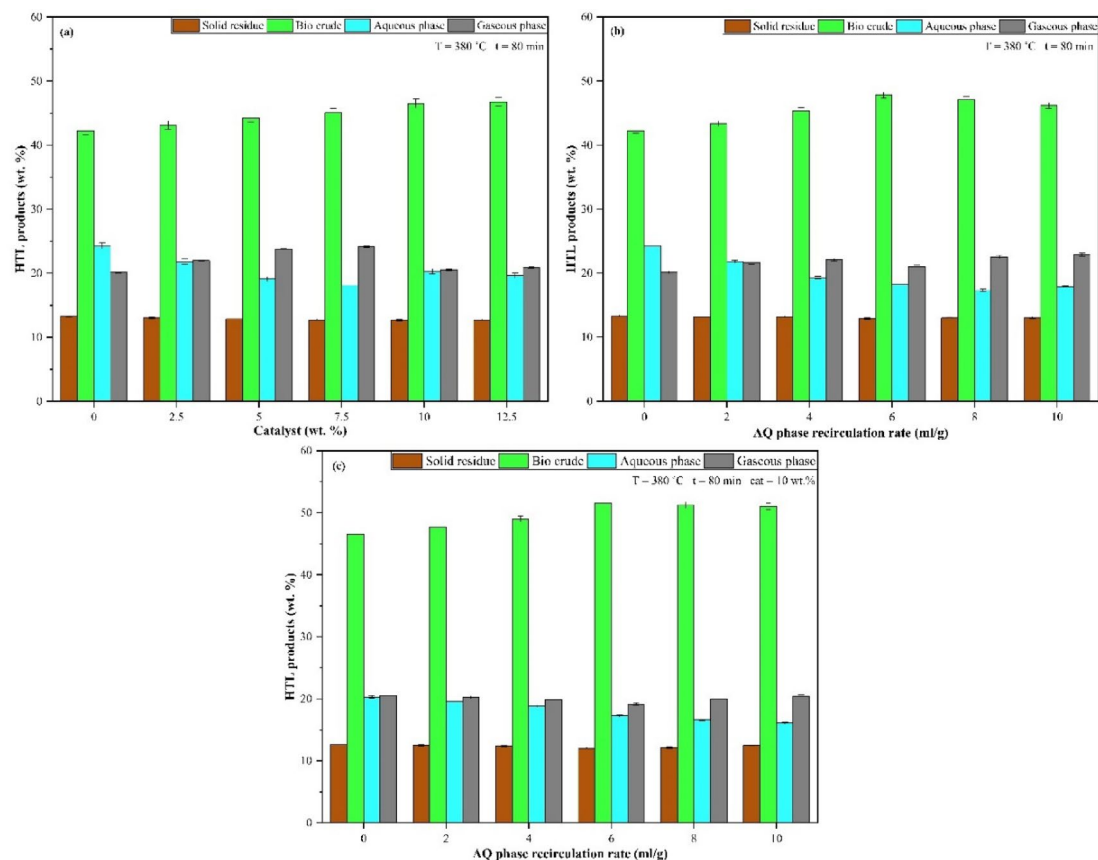 (a)
Solid residue Bio crude Aqueous phase Gaseous phase
T = 380 °C t = 80 min
HTL products (wt. %)
60
50
40
30
20
10
0
0 2.5 5 7.5 10 12.5
Catalyst (wt. %)
(b)
Solid residue Bio crude Aqueous phase Gaseous phase
T = 380 °C t = 80 min
HTL products (wt. %)
60
50
40
30
20
10
0
0 2 4 6 8 10
AQ phase recirculation rate (ml/g)
(c)
Solid residue Bio crude Aqueous phase Gaseous phase
T = 380 °C t = 80 min cat = 10 wt.%
HTL products (wt. %)
60
50
40
30
20
10
0
0 2 4 6 8 10
AQ phase recirculation rate (ml/g)